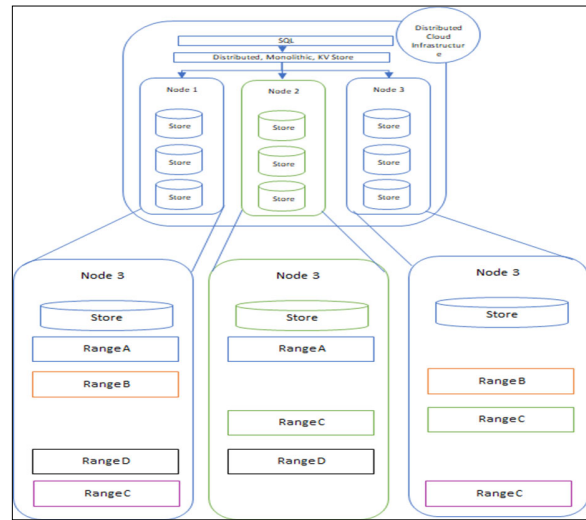 Distributed
Cloud
Infrastructur
e
SQL
Distributed, Monolithic, KV Store
Node 1
Node 2
Node 3
Store
Store
Store
Store
Store
Store
Store
Store
Store
Node 3
Node 3
Node 3
Store
Store
Store
RangeA
RangeA
RangeB
RangeB
RangeC
RangeC
RangeD
RangeD
RangeC
RangeC